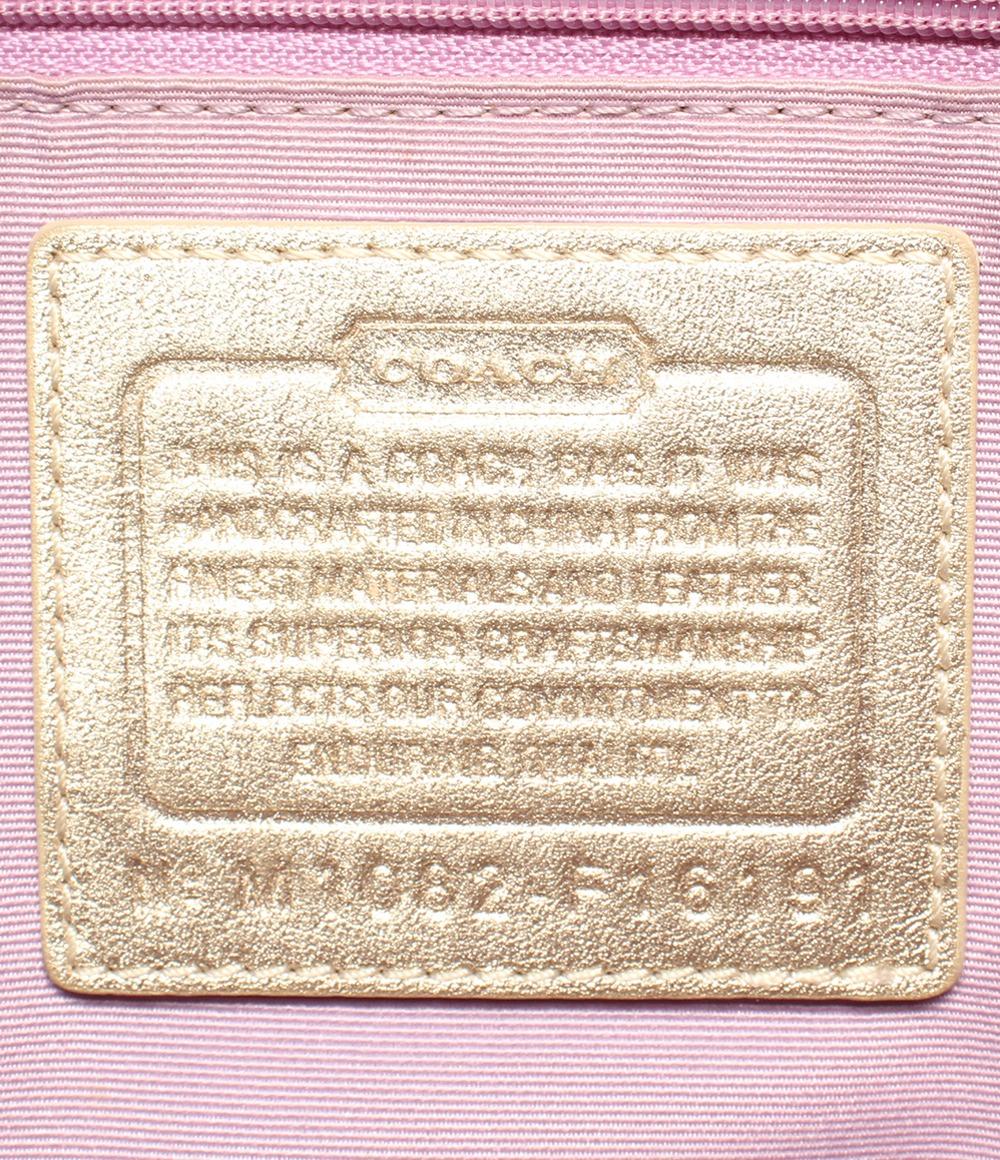 COACH
THIS IS A COACH BAG. IT WAS
HANDCRAFTED IN CHINA FROM THE
FINEST MATERIALS AND LEATHER.
ITS SUPERIOR CRAFTSMANSHIP
REFLECTS OUR COMMITMENT TO
ENDURING QUALITY.
Nº M1062-F16191